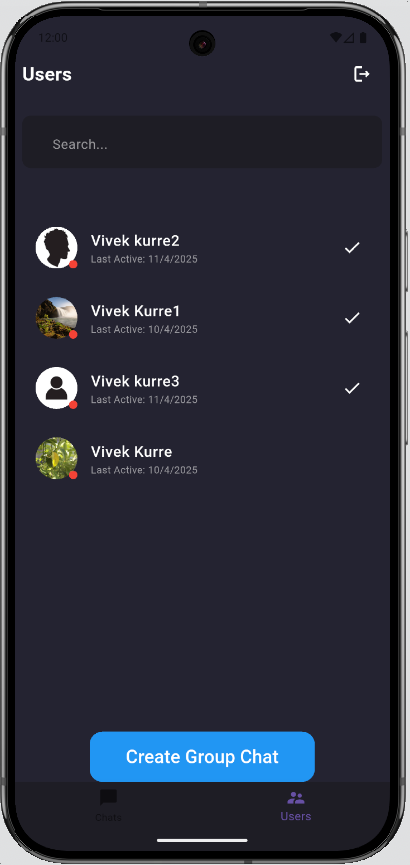 12:00
Users
Search...
Vivek kurre2
Last Active: 11/4/2025
Vivek Kurre1
Last Active: 10/4/2025
Vivek kurre3
Last Active: 11/4/2025
Vivek Kurre
Last Active: 10/4/2025
Create Group Chat
Chats
Users